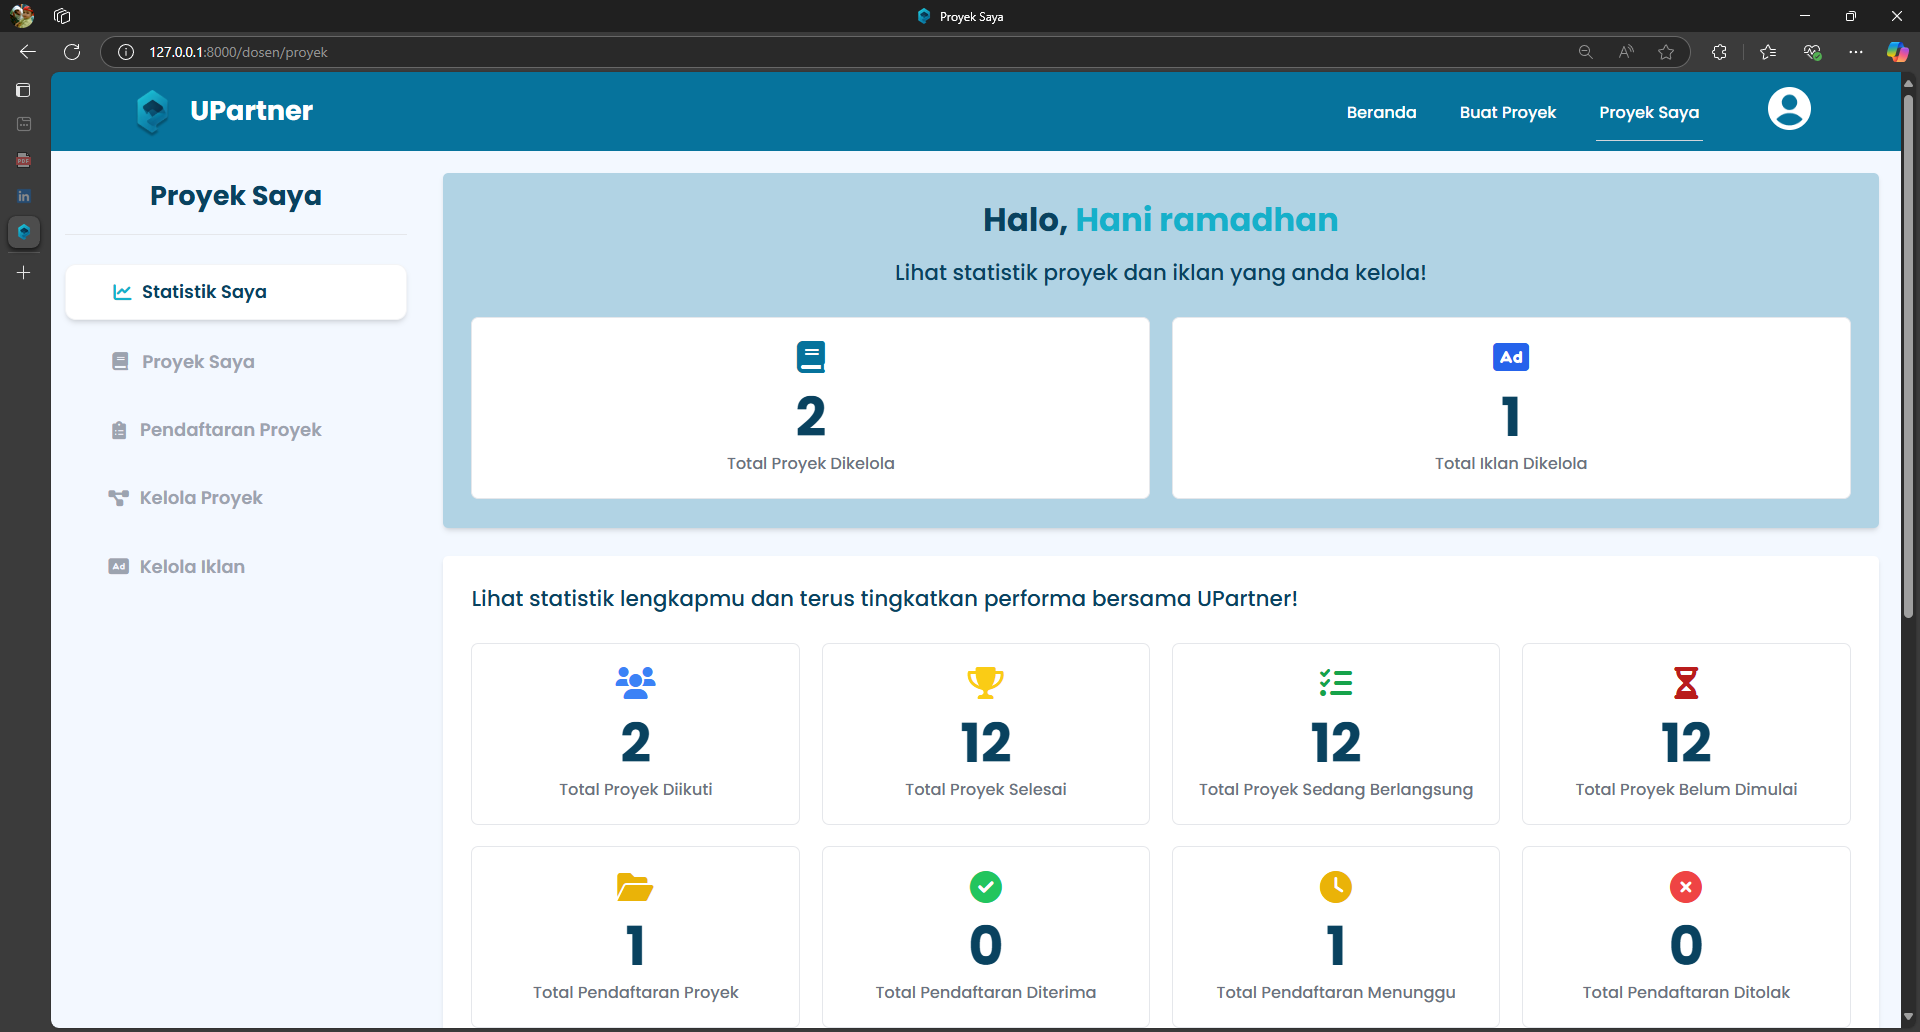 Proyek Saya
127.0.0.1:8000/dosen/proyek
UPartner
Beranda
Buat Proyek
Proyek Saya
Proyek Saya
Statistik Saya
Proyek Saya
Pendaftaran Proyek
Kelola Proyek
Ad
Kelola Iklan
Halo, Hani ramadhan
Lihat statistik proyek dan iklan yang anda kelola!
2
Total Proyek Dikelola
Ad
1
Total Iklan Dikelola
Lihat statistik lengkapmu dan terus tingkatkan performa bersama UPartner!
2
Total Proyek Diikuti
12
Total Proyek Selesai
12
Total Proyek Sedang Berlangsung
12
Total Proyek Belum Dimulai
1
Total Pendaftaran Proyek
0
Total Pendaftaran Diterima
1
Total Pendaftaran Menunggu
0
Total Pendaftaran Ditolak
PDF
in